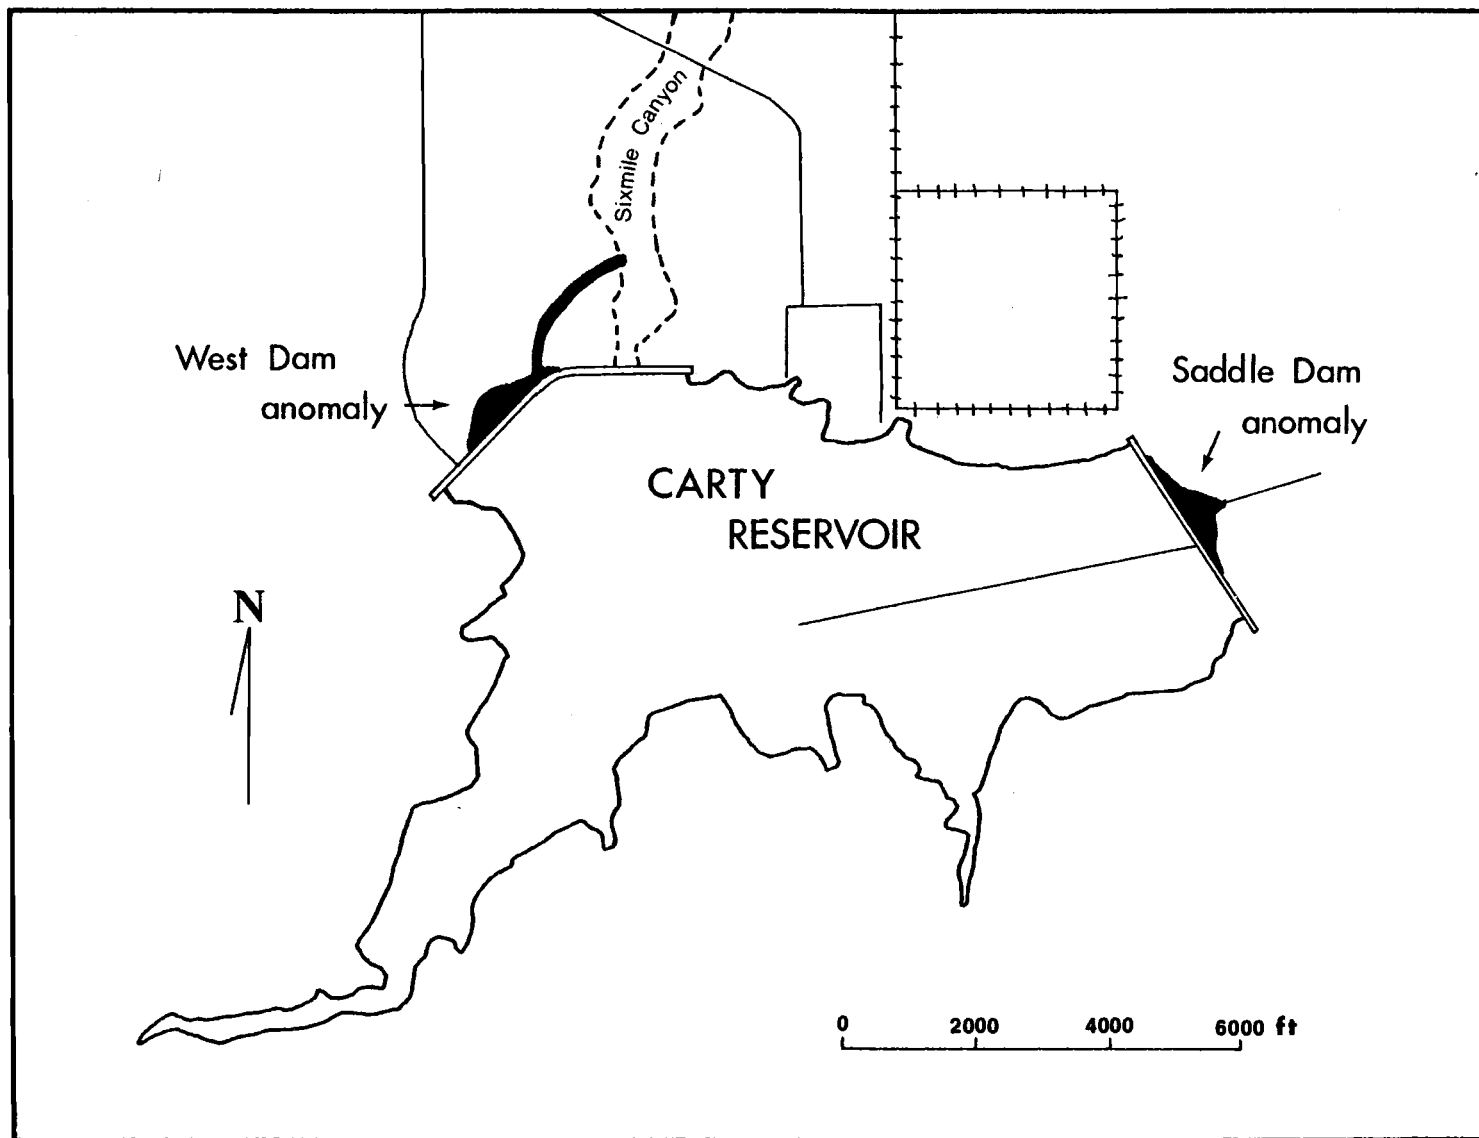 Sixmile Canyon
West Dam
anomaly
Saddle Dam
anomaly
CARTY
RESERVOIR
N
0 2000 4000 6000 ft